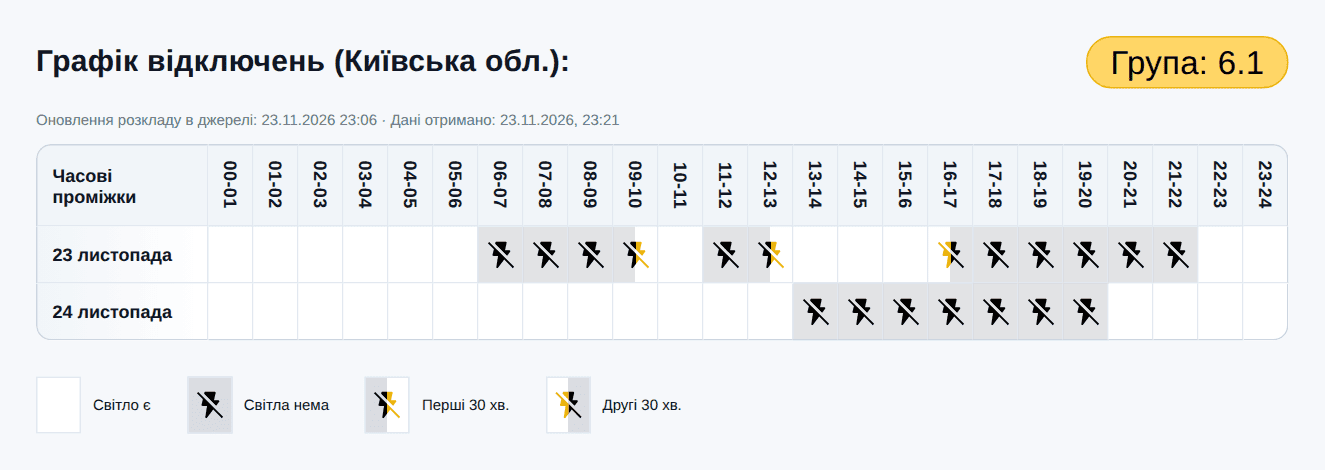 Графік відключень (Київська обл.):
Група: 6.1
Оновлення розкладу в джерелі: 23.11.2026 23:06 · Дані отримано: 23.11.2026, 23:21
Часові
проміжки
00-01
01-02
02-03
03-04
04-05
05-06
06-07
07-08
08-09
09-10
10-11
11-12
12-13
13-14
14-15
15-16
16-17
17-18
18-19
19-20
20-21
21-22
22-23
23-24
23 листопада
24 листопада
Світло є
Світла нема
Перші 30 хв.
Другі 30 хв.